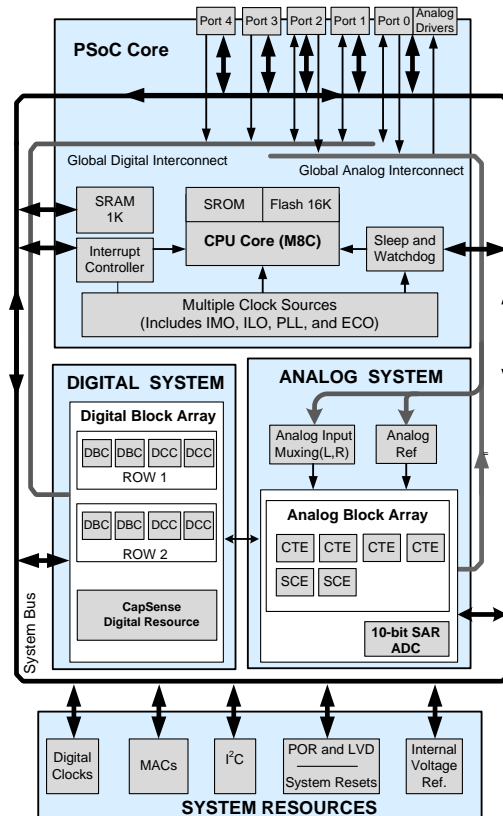 Port 4 Port 3 Port 2 Port 1 Port 0 Analog Drivers
PSoC Core
Global Digital Interconnect
Global Analog Interconnect
SRAM
1K
SROM Flash 16K
CPU Core (M8C)
Interrupt
Controller
Sleep and
Watchdog
Multiple Clock Sources
(Includes IMO, ILO, PLL, and ECO)
DIGITAL SYSTEM
Digital Block Array
DBC DBC DCC DCC
ROW 1
DBC DBC DCC DCC
ROW 2
CapSense
Digital Resource
ANALOG SYSTEM
Analog Input
Muxing(L,R)
Analog
Ref
Analog Block Array
CTE CTE CTE CTE
SCE SCE
10-bit SAR
ADC
System Bus
Digital
Clocks
MACs
I²C
POR and LVD
System Resets
Internal
Voltage
Ref.
SYSTEM RESOURCES